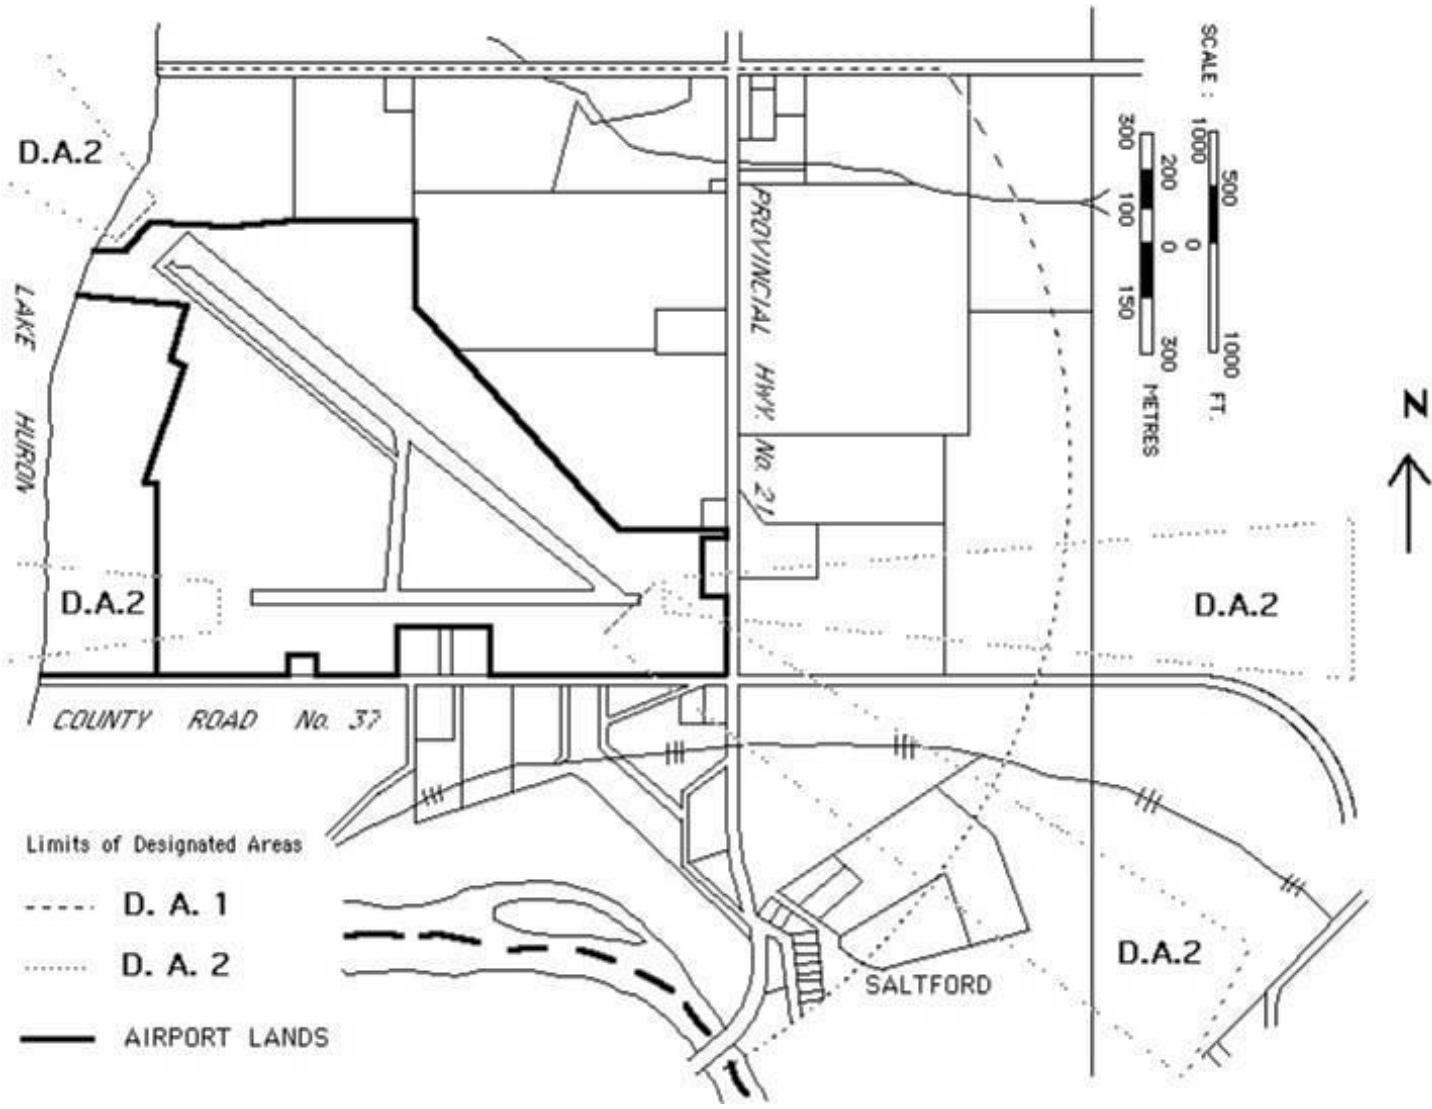 SCALE :
1000 500 0 1000 FT.
300 200 100 0 150 300 METRES
D.A.2
PROVINCIAL HWY. No. 21
LAKE HURON
N
D.A.2
D.A.2
COUNTY ROAD No. 37
Limits of Designated Areas
D. A. 1
D. A. 2
D.A.2
SALTFORD
AIRPORT LANDS